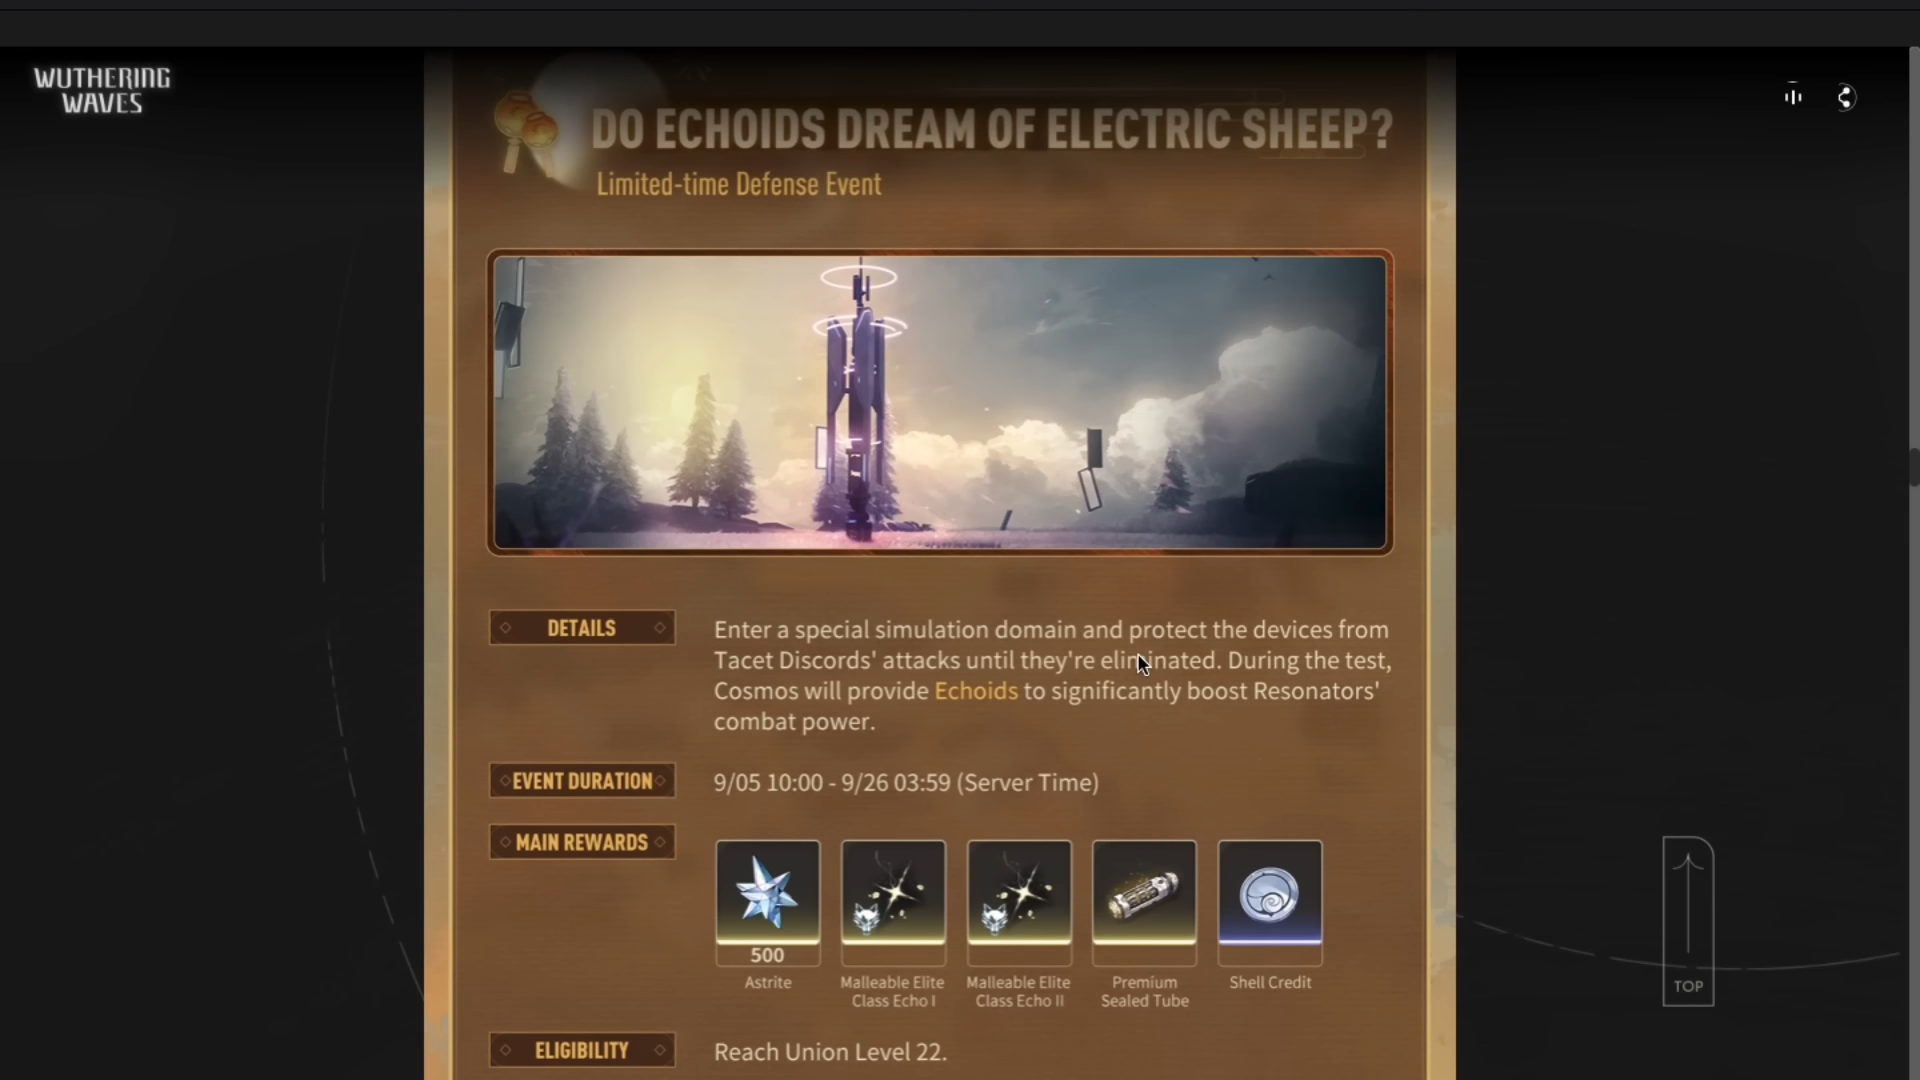 WUTHERING
WAVES
DO ECHOIDS DREAM OF ELECTRIC SHEEP?
Limited-time Defense Event
DETAILS
Enter a special simulation domain and protect the devices from
Tacet Discords' attacks until they're eliminated. During the test,
Cosmos will provide Echoids to significantly boost Resonators'
combat power.
EVENT DURATION
9/05 10:00 - 9/26 03:59 (Server Time)
MAIN REWARDS
500
Astrite
Malleable Elite
Class Echo I
Malleable Elite
Class Echo II
Premium
Sealed Tube
Shell Credit
TOP
ELIGIBILITY
Reach Union Level 22.